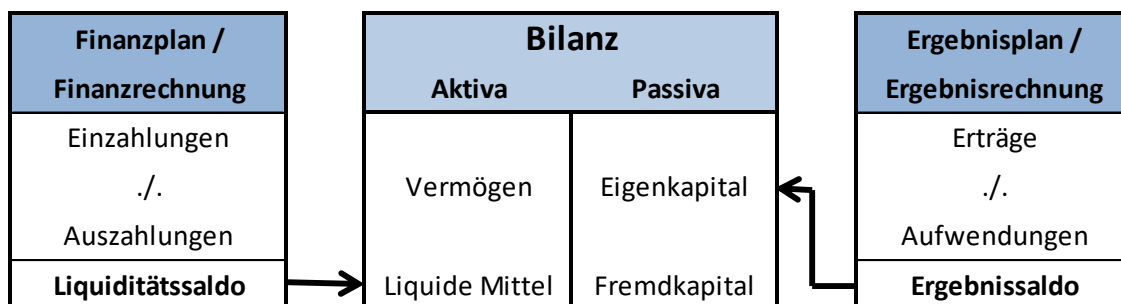 Finanzplan /
Finanzrechnung
Einzahlungen
./.
Auszahlungen
Liquiditätssaldo
Bilanz
Aktiva
Passiva
Vermögen
Eigenkapital
Liquide Mittel
Fremdkapital
Ergebnisplan /
Ergebnisrechnung
Erträge
./.
Aufwendungen
Ergebnissaldo